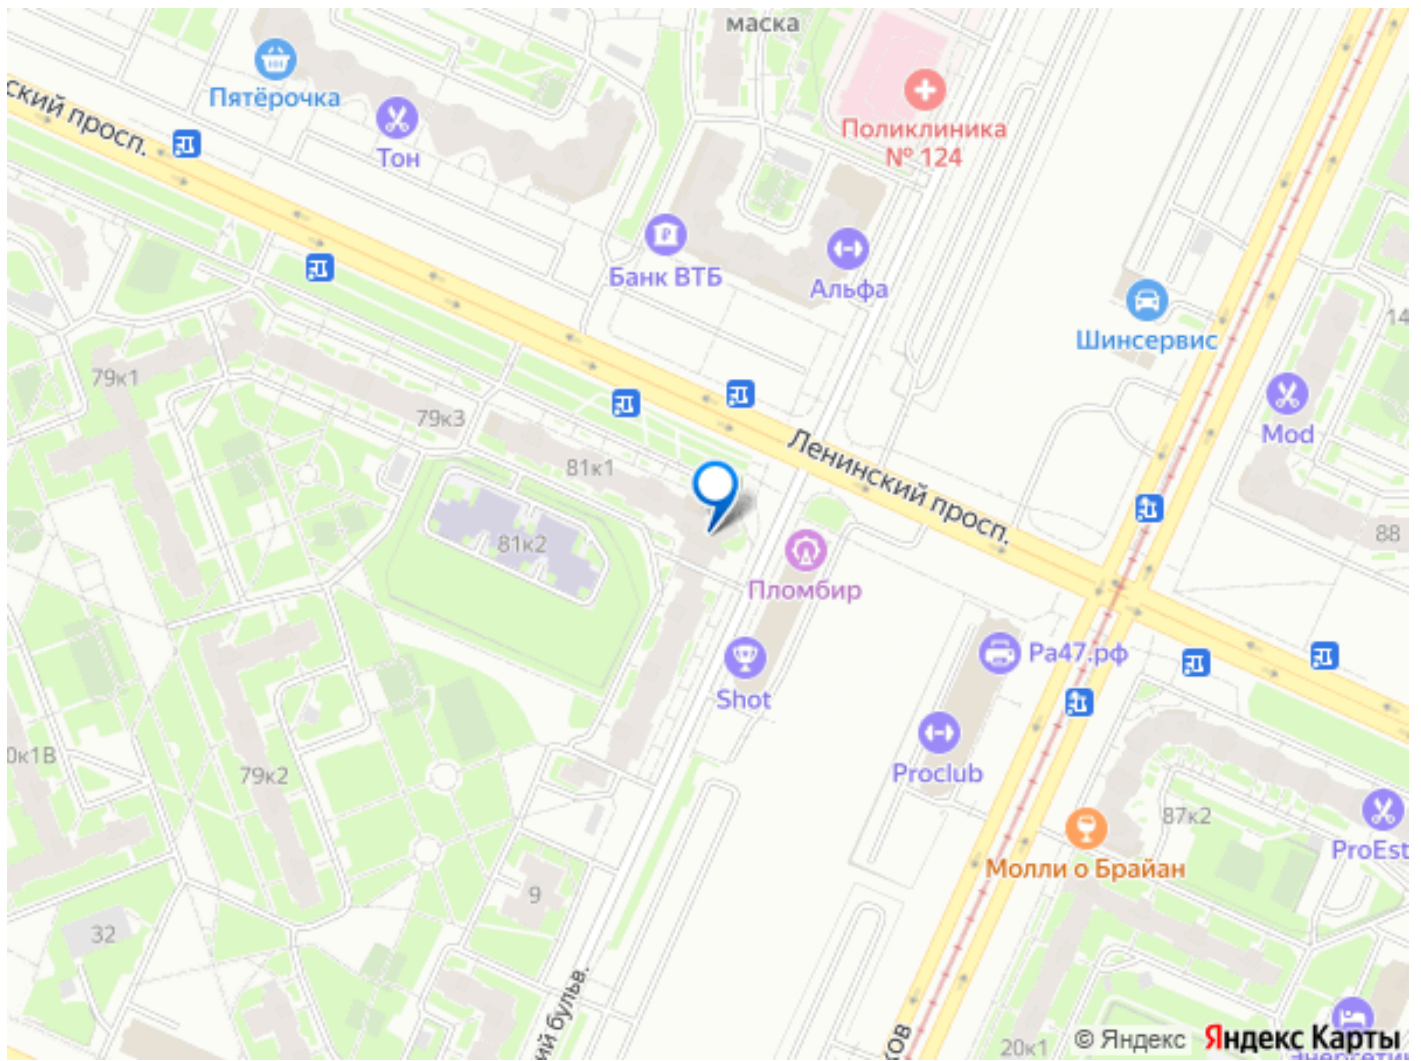 маска
Пятёрочка
ский просп.
Тон
Поликлиника
№ 124
Банк ВТБ
Альфа
Шинсервис
14
79к1
79к3
Mod
Ленинский просп.
81к1
88
81к2
Пломбир
Ра47.рф
Shot
0к1В
79к2
Proclub
87к2
ProEst
Молли о Брайан
9
32
ий бульв.
ков
20к1
© Яндекс Яндекс Карты